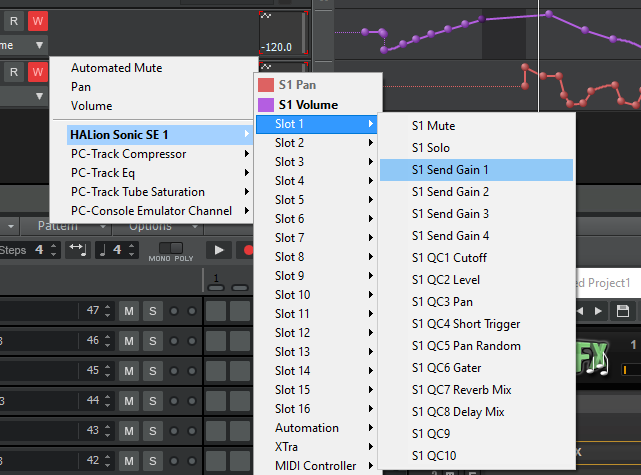 R W
me
-120.0
R W
Automated Mute
Pan
Volume
HALion Sonic SE 1
PC-Track Compressor
PC-Track Eq
PC-Track Tube Saturation
PC-Console Emulator Channel
S1 Pan
S1 Volume
Slot 1
Slot 2
Slot 3
Slot 4
Slot 5
Slot 6
Slot 7
Slot 8
Slot 9
Slot 10
Slot 11
Slot 12
Slot 13
Slot 14
Slot 15
Slot 16
Automation
XTra
MIDI Controller
S1 Mute
S1 Solo
S1 Send Gain 1
S1 Send Gain 2
S1 Send Gain 3
S1 Send Gain 4
S1 QC1 Cutoff
S1 QC2 Level
S1 QC3 Pan
S1 QC4 Short Trigger
S1 QC5 Pan Random
S1 QC6 Gater
S1 QC7 Reverb Mix
S1 QC8 Delay Mix
S1 QC9
S1 QC10
Pattern Options
Steps 4 4 MONO POLY
1
47 M S
46 M S
45 M S
44 M S
43 M S
42 M S
ed Project1
FX
1